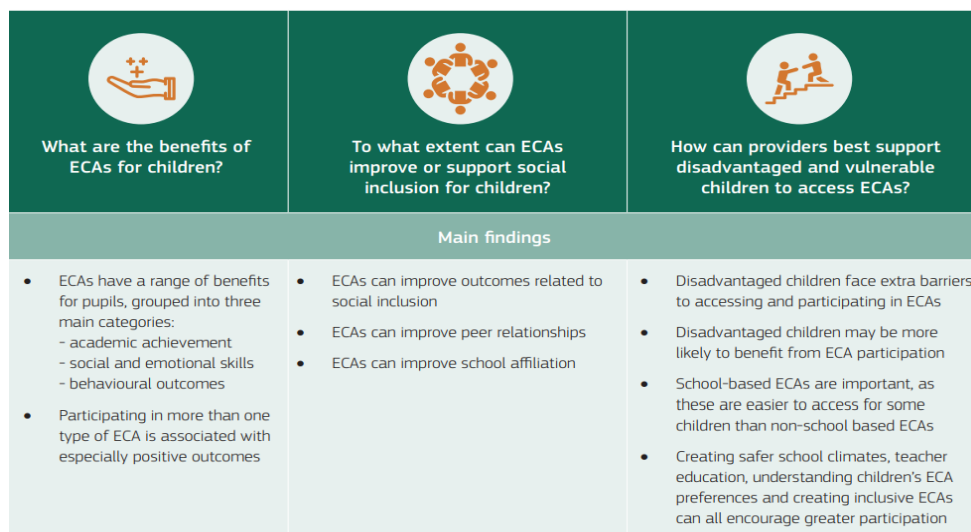 What are the benefits of
ECAs for children?
To what extent can ECAs
improve or support social
inclusion for children?
How can providers best support
disadvantaged and vulnerable
children to access ECAs?
Main findings
• ECAs have a range of benefits
for pupils, grouped into three
main categories:
- academic achievement
- social and emotional skills
- behavioural outcomes
• Participating in more than one
type of ECA is associated with
especially positive outcomes
• ECAs can improve outcomes related to
social inclusion
• ECAs can improve peer relationships
• ECAs can improve school affiliation
• Disadvantaged children face extra barriers
to accessing and participating in ECAs
• Disadvantaged children may be more
likely to benefit from ECA participation
• School-based ECAs are important, as
these are easier to access for some
children than non-school based ECAs
• Creating safer school climates, teacher
education, understanding children's ECA
preferences and creating inclusive ECAs
can all encourage greater participation